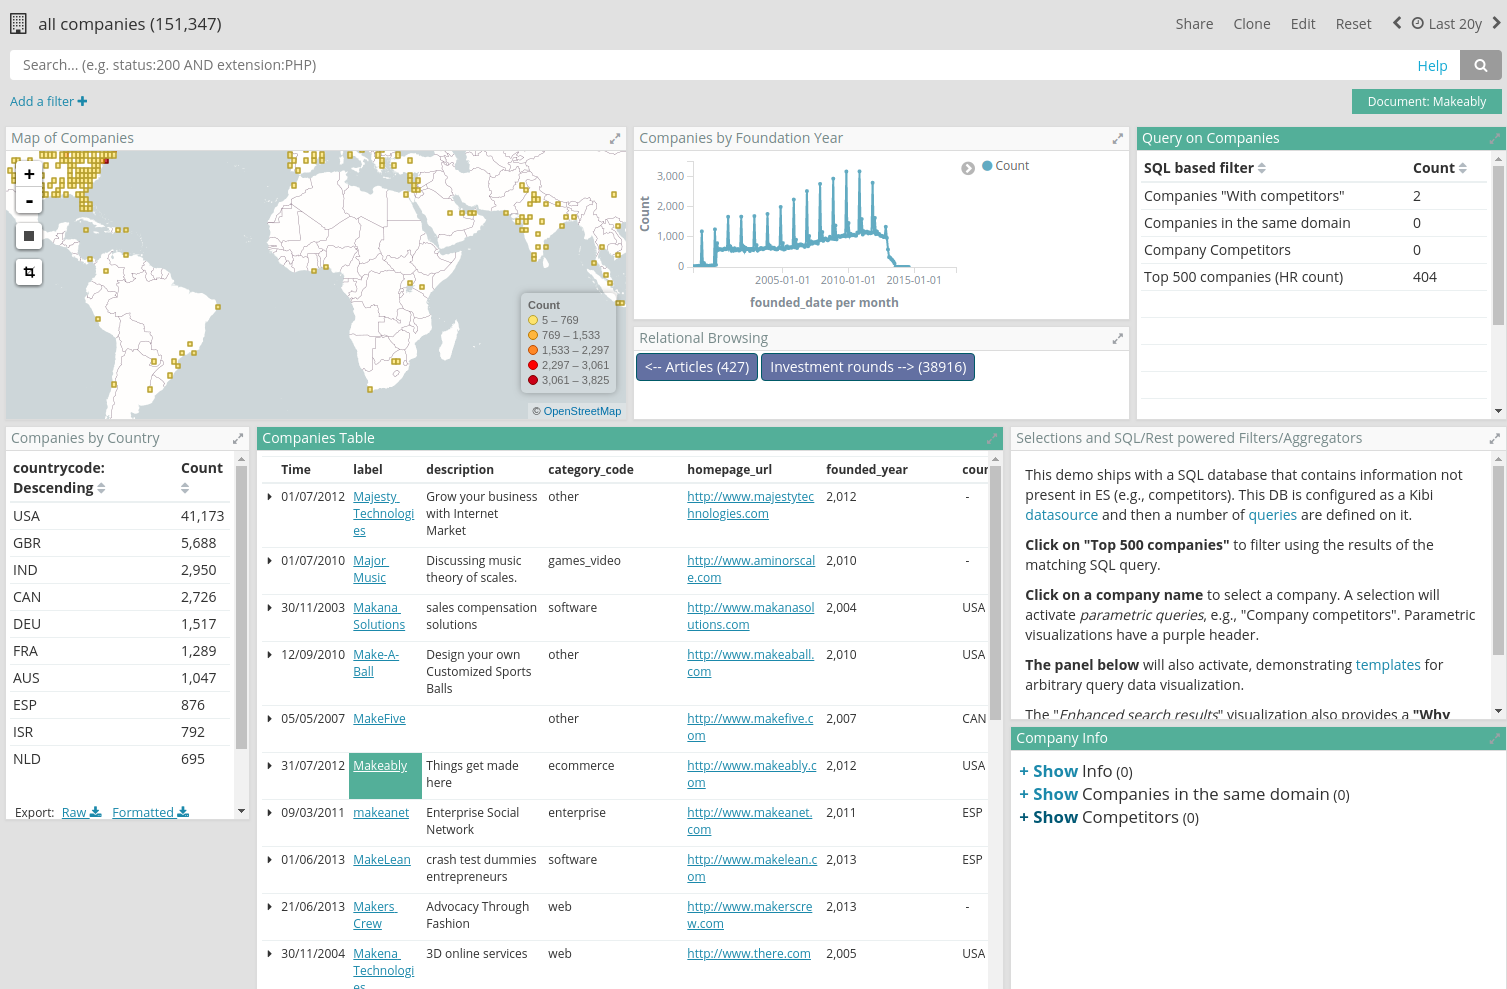 all companies (151,347)
Share Clone Edit Reset Last 20y
Search... (e.g. status:200 AND extension:PHP)
Help
Add a filter
Document: Makeably
Map of Companies
+
-
Count
5 – 769
769 – 1,533
1,533 – 2,297
2,297 – 3,061
3,061 – 3,825
© OpenStreetMap
Companies by Foundation Year
Count
3,000
2,000
1,000
0
Count
2005-01-01 2010-01-01 2015-01-01
founded_date per month
Relational Browsing
<-- Articles (427) Investment rounds --> (38916)
Query on Companies
SQL based filter Count
Companies "With competitors" 2
Companies in the same domain 0
Company Competitors 0
Top 500 companies (HR count) 404
Companies by Country
countrycode: Count
Descending
USA 41,173
GBR 5,688
IND 2,950
CAN 2,726
DEU 1,517
FRA 1,289
AUS 1,047
ESP 876
ISR 792
NLD 695
Export: Raw Formatted
Companies Table
Time label description category_code homepage_url founded_year coun
01/07/2012 Majesty Grow your business other http://www.majestytec 2,012 -
Technologi with Internet hnologies.com
es Market
01/07/2010 Major Discussing music games_video http://www.aminorscal 2,010 -
Music theory of scales. e.com
30/11/2003 Makana sales compensation software http://www.makanasol 2,004 USA
Solutions solutions utions.com
12/09/2010 Make-A- Design your own other http://www.makeaball. 2,010 USA
Ball Customized Sports com
Balls
05/05/2007 MakeFive other http://www.makefive.c 2,007 CAN
om
31/07/2012 Makeably Things get made ecommerce http://www.makeably.c 2,012 USA
here om
09/03/2011 makeanet Enterprise Social enterprise http://www.makeanet. 2,011 ESP
Network com
01/06/2013 MakeLean crash test dummies software http://www.makelean.c 2,013 ESP
entrepreneurs om
21/06/2013 Makers Advocacy Through web http://www.makerscre 2,013 -
Crew Fashion w.com
30/11/2004 Makena 3D online services web http://www.there.com 2,005 USA
Technologi
es
Selections and SQL/Rest powered Filters/Aggregators
This demo ships with a SQL database that contains information not
present in ES (e.g., competitors). This DB is configured as a Kibi
datasource and then a number of queries are defined on it.
Click on "Top 500 companies" to filter using the results of the
matching SQL query.
Click on a company name to select a company. A selection will
activate parametric queries, e.g., "Company competitors". Parametric
visualizations have a purple header.
The panel below will also activate, demonstrating templates for
arbitrary query data visualization.
The "Enhanced search results" visualization also provides a "Why
Company Info
+ Show Info (0)
+ Show Companies in the same domain (0)
+ Show Competitors (0)